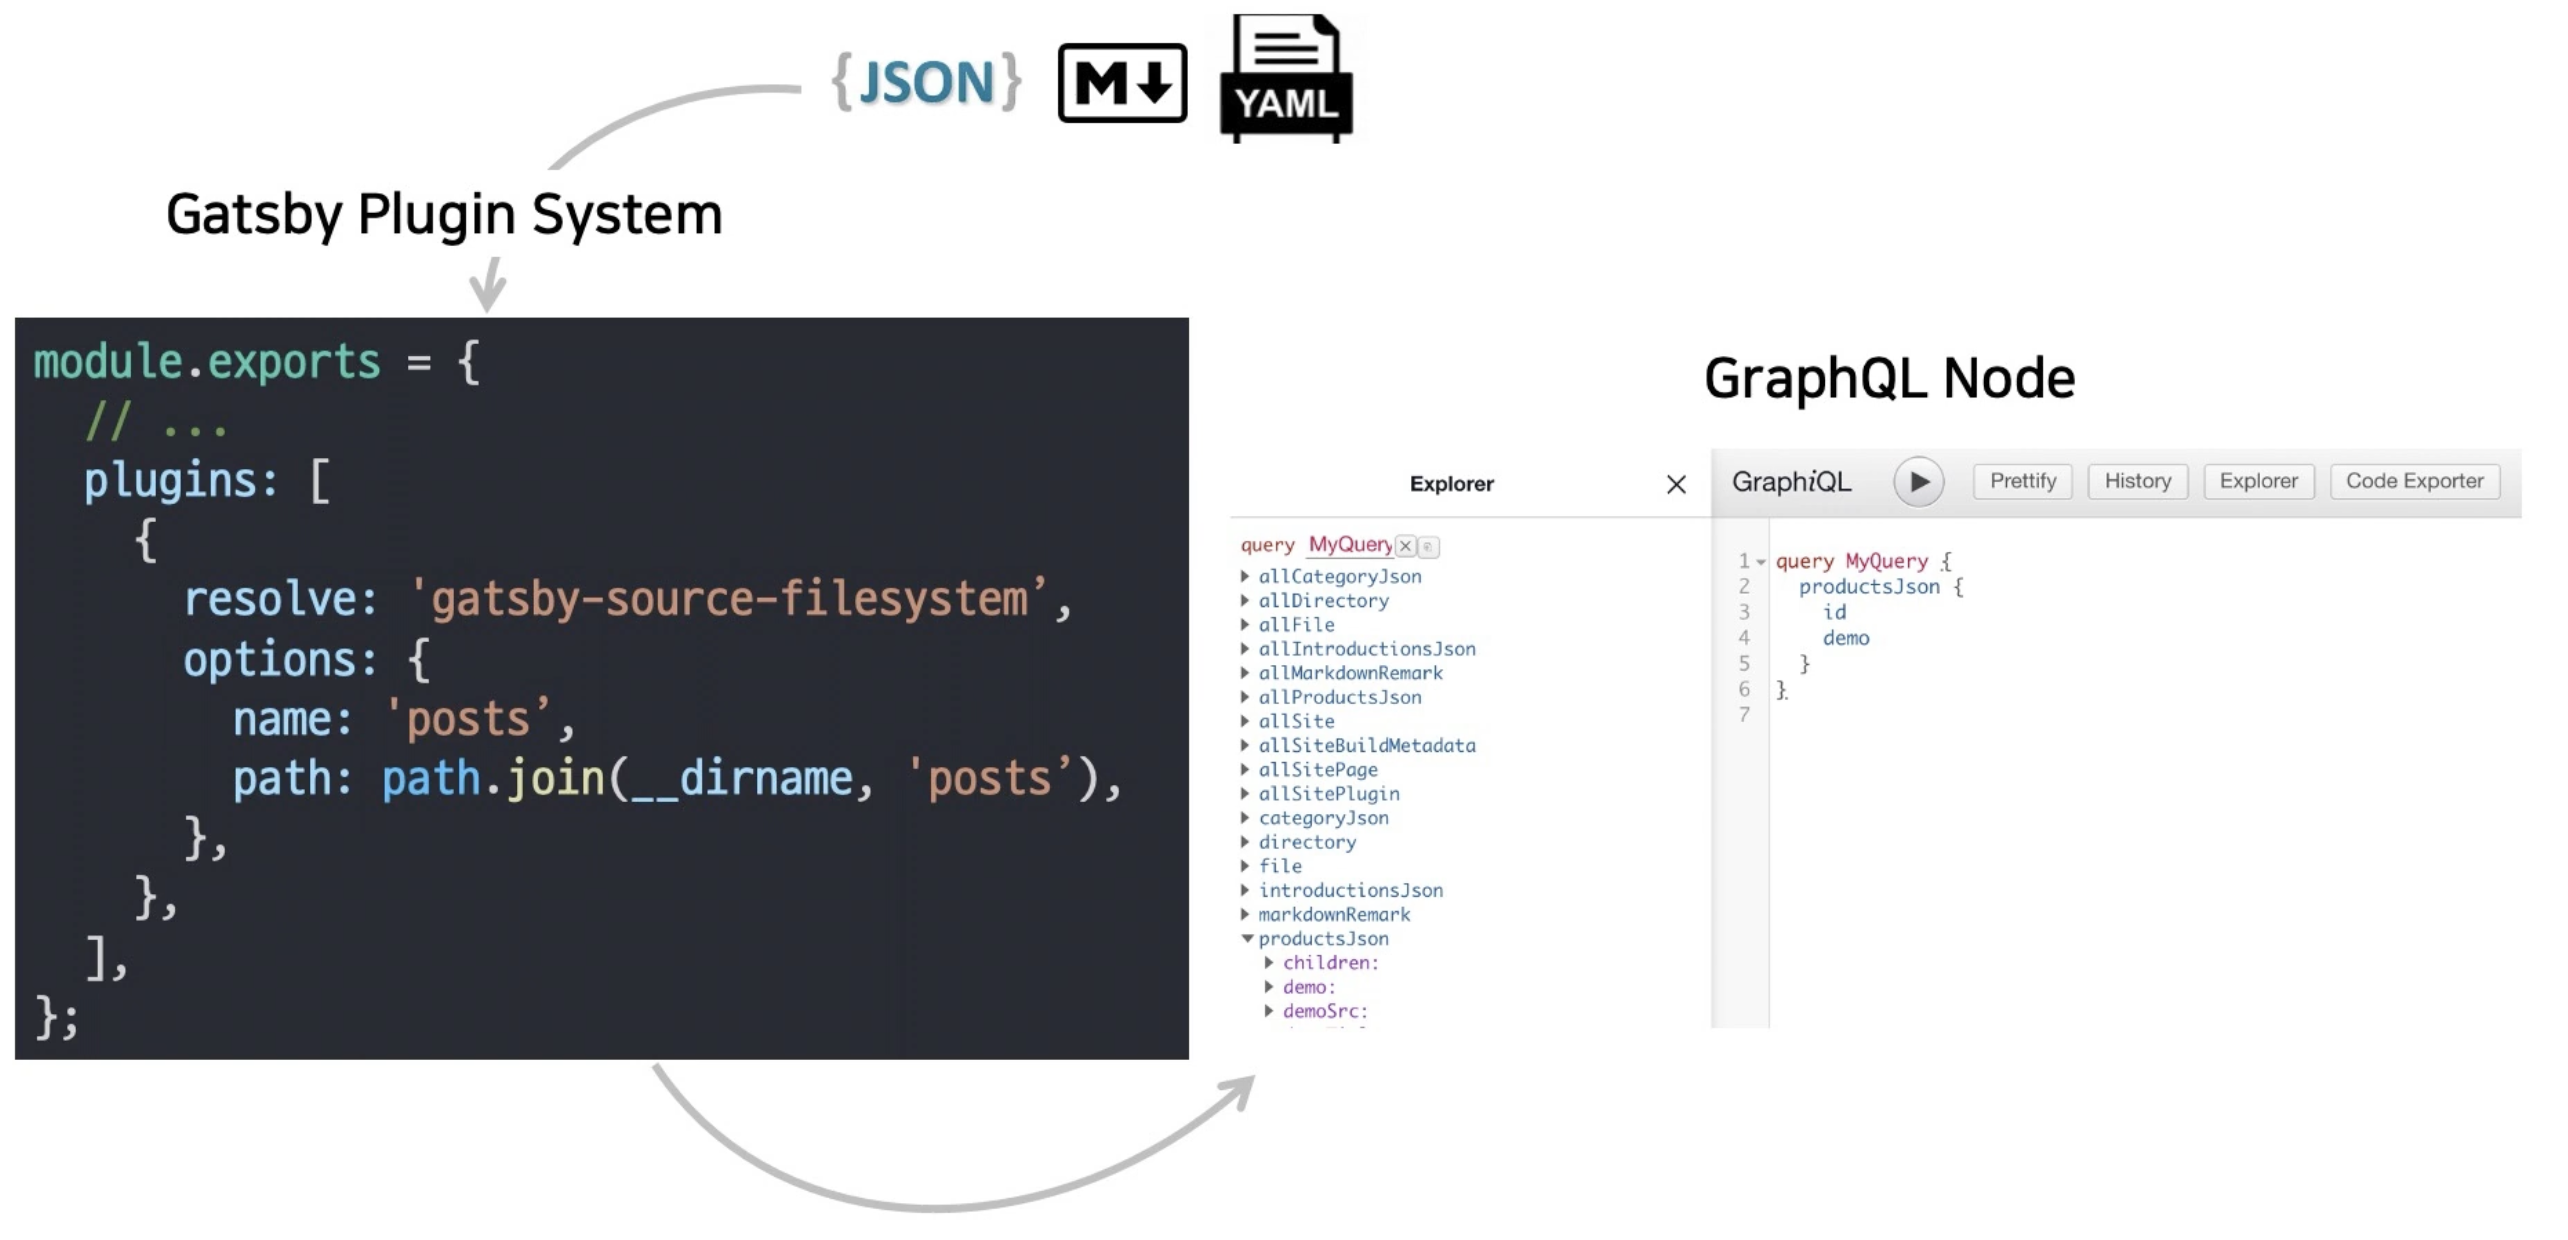 {JSON} M↓ YAML
Gatsby Plugin System
module.exports = {
  // ...
  plugins: [
    {
      resolve: 'gatsby-source-filesystem’,
      options: {
        name: 'posts’,
        path: path.join(__dirname, 'posts’),
      },
    },
  ],
};
GraphQL Node
Explorer
query MyQuery
allCategoryJson
allDirectory
allFile
allIntroductionsJson
allMarkdownRemark
allProductsJson
allSite
allSiteBuildMetadata
allSitePage
allSitePlugin
categoryJson
directory
file
introductionsJson
markdownRemark
productsJson
children:
demo:
demoSrc:
GraphiQL Prettify History Explorer Code Exporter
1 query MyQuery {
2   productsJson {
3     id
4     demo
5   }
6 }
7